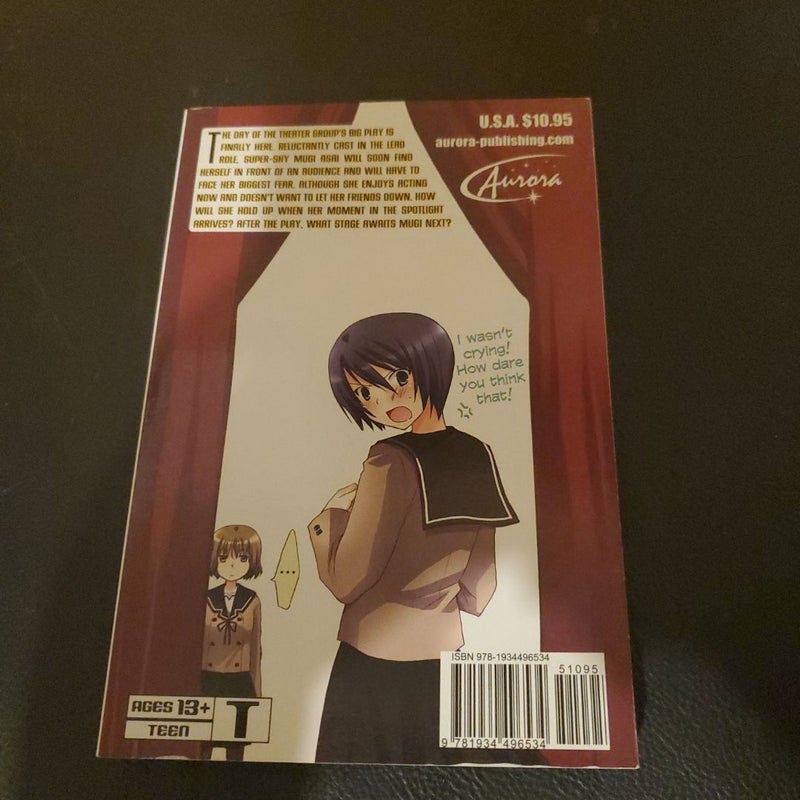 THE DAY OF THE THEATER GROUP'S BIG PLAY IS
FINALLY HERE. RELUCTANTLY CAST IN THE LEAD
ROLE, SUPER-SHY MUGI ASAI WILL SOON FIND
HERSELF IN FRONT OF AN AUDIENCE AND WILL HAVE TO
FACE HER BIGGEST FEAR. ALTHOUGH SHE ENJOYS ACTING
NOW AND DOESN'T WANT TO LET HER FRIENDS DOWN, HOW
WILL SHE HOLD UP WHEN HER MOMENT IN THE SPOTLIGHT
ARRIVES? AFTER THE PLAY, WHAT STAGE AWAITS MUGI NEXT?
U.S.A. $10.95
aurora-publishing.com
Aurora
I wasn't
crying!
How dare
you think
that!
...
AGES 13+
TEEN
T
ISBN 978-1934496534
51095
9 781934 496534